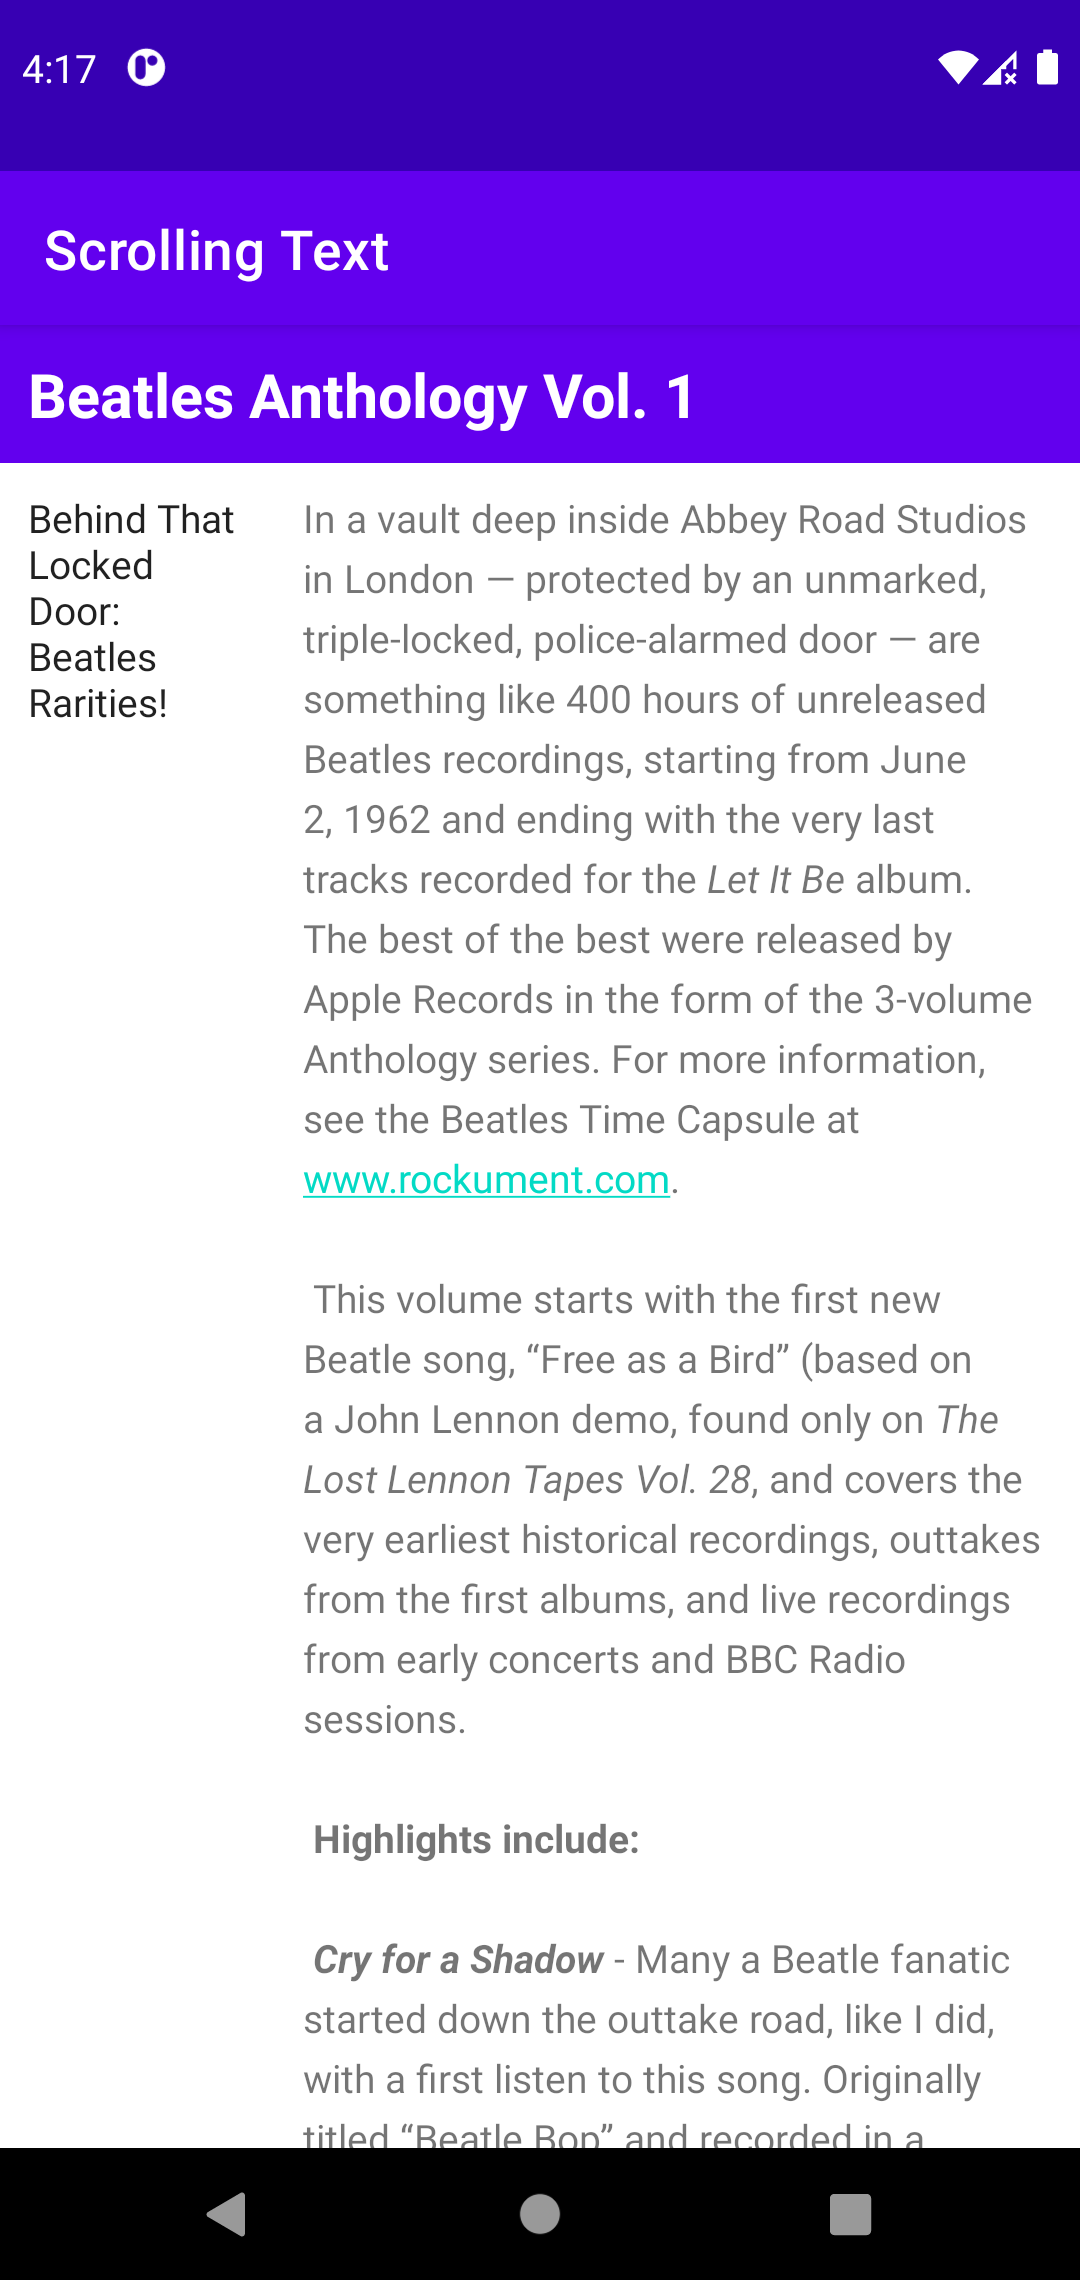 4:17
Scrolling Text
Beatles Anthology Vol. 1
Behind That
Locked
Door:
Beatles
Rarities!
In a vault deep inside Abbey Road Studios
in London — protected by an unmarked,
triple-locked, police-alarmed door — are
something like 400 hours of unreleased
Beatles recordings, starting from June
2, 1962 and ending with the very last
tracks recorded for the Let It Be album.
The best of the best were released by
Apple Records in the form of the 3-volume
Anthology series. For more information,
see the Beatles Time Capsule at
www.rockument.com.
This volume starts with the first new
Beatle song, “Free as a Bird” (based on
a John Lennon demo, found only on The
Lost Lennon Tapes Vol. 28, and covers the
very earliest historical recordings, outtakes
from the first albums, and live recordings
from early concerts and BBC Radio
sessions.
Highlights include:
Cry for a Shadow - Many a Beatle fanatic
started down the outtake road, like I did,
with a first listen to this song. Originally
titled “Beatle Bop” and recorded in a